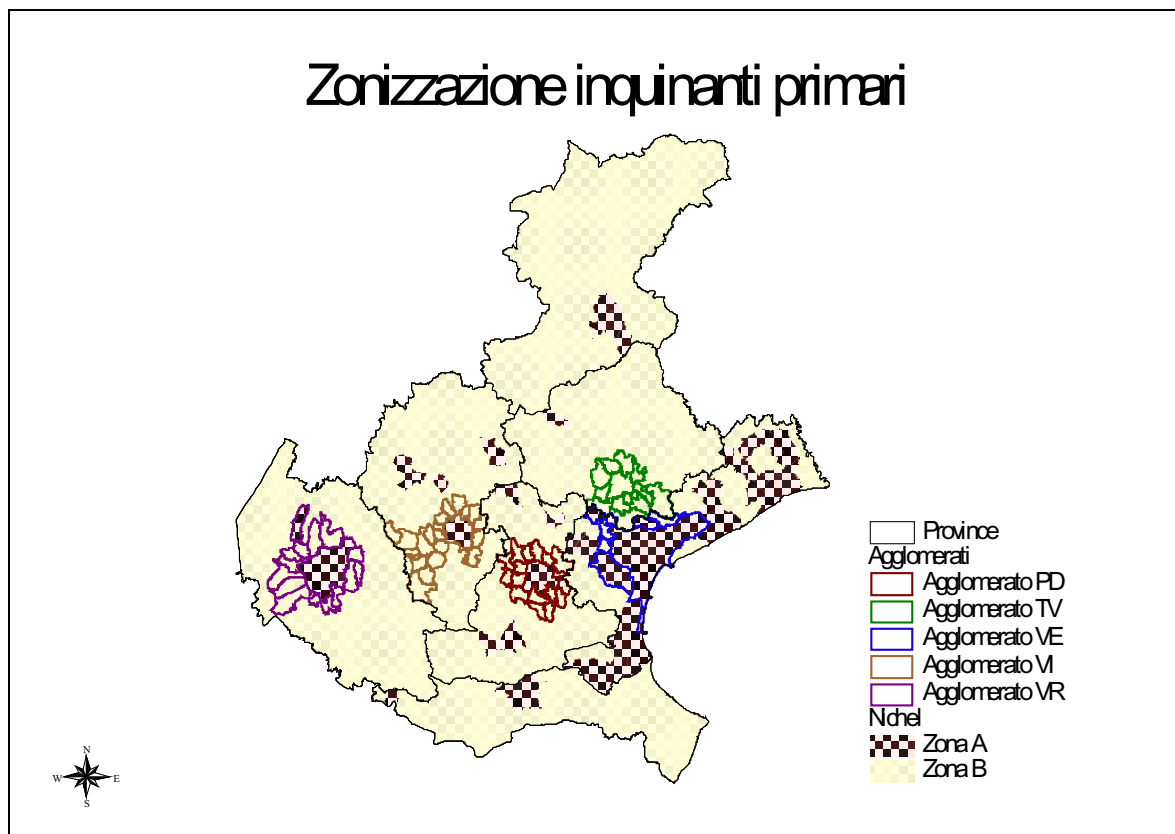 Zonizzazione inquinanti primari
Province
Agglomerati
Agglomerato PD
Agglomerato TV
Agglomerato VE
Agglomerato VI
Agglomerato VR
Nichel
Zona A
Zona B
N
W E
S